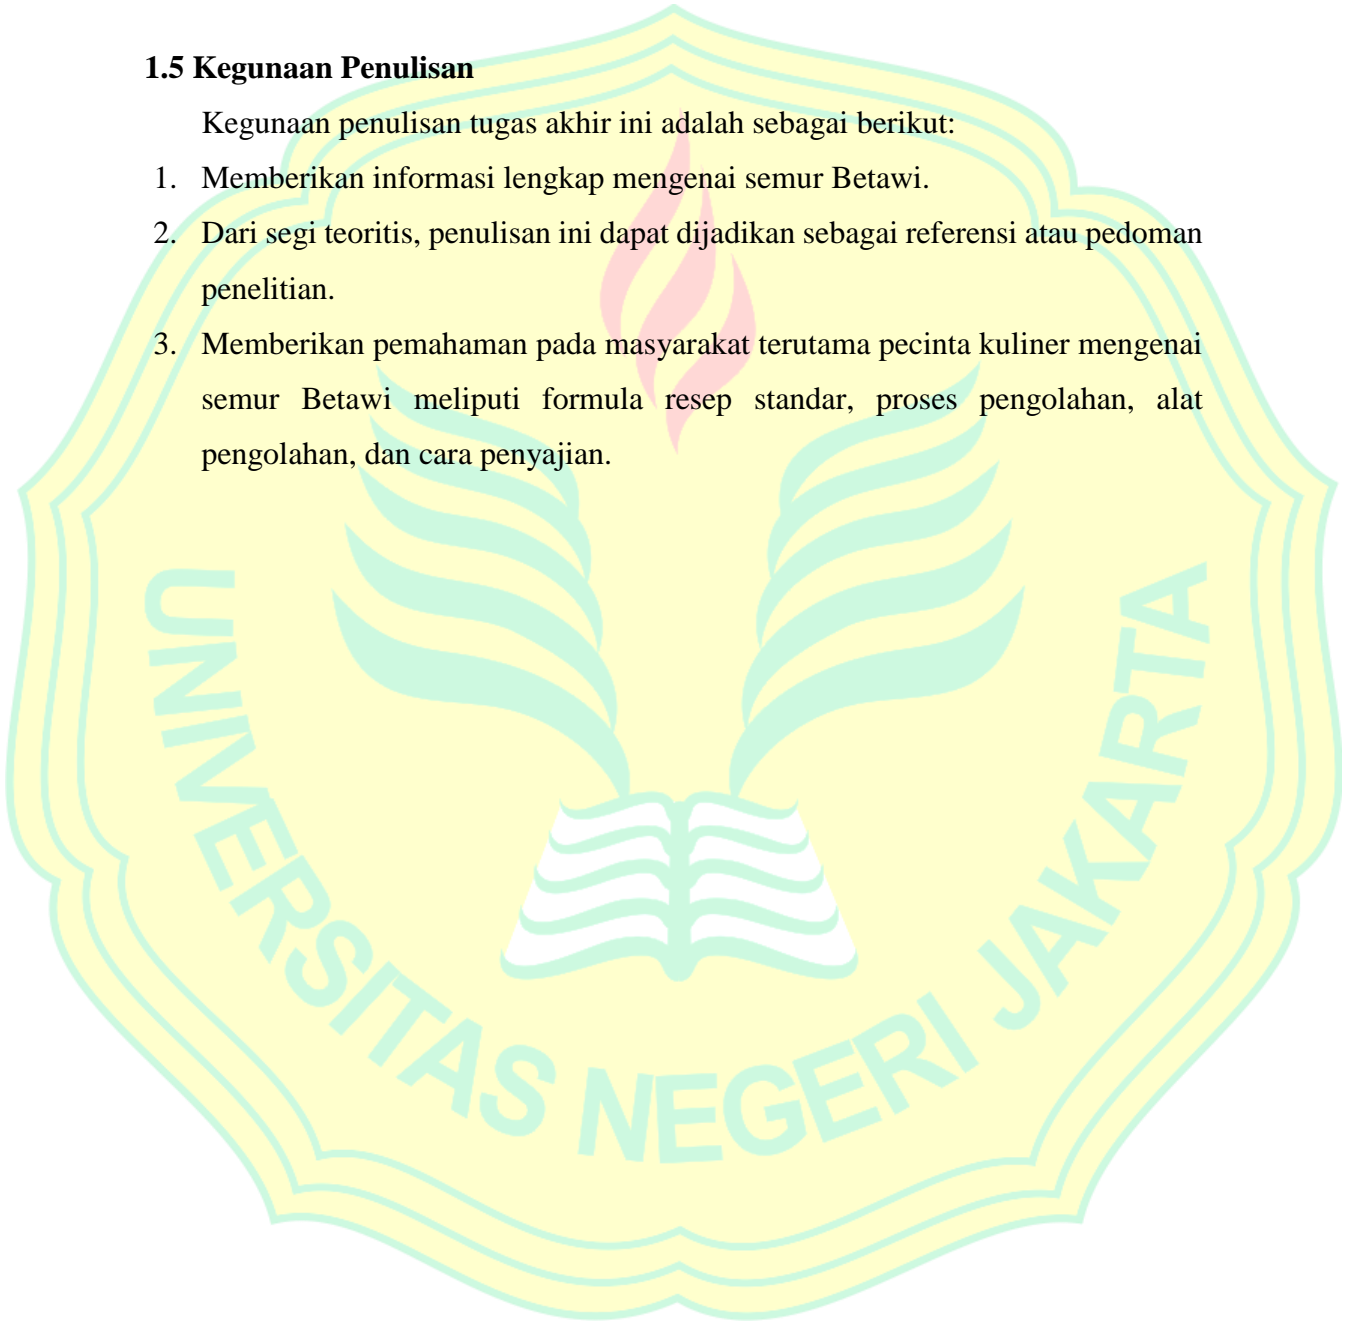 1.5 Kegunaan Penulisan
Kegunaan penulisan tugas akhir ini adalah sebagai berikut:
1. Memberikan informasi lengkap mengenai semur Betawi.
2. Dari segi teoritis, penulisan ini dapat dijadikan sebagai referensi atau pedoman
penelitian.
3. Memberikan pemahaman pada masyarakat terutama pecinta kuliner mengenai
semur Betawi meliputi formula resep standar, proses pengolahan, alat
pengolahan, dan cara penyajian.
UNIVERSITAS NEGERI JAKARTA